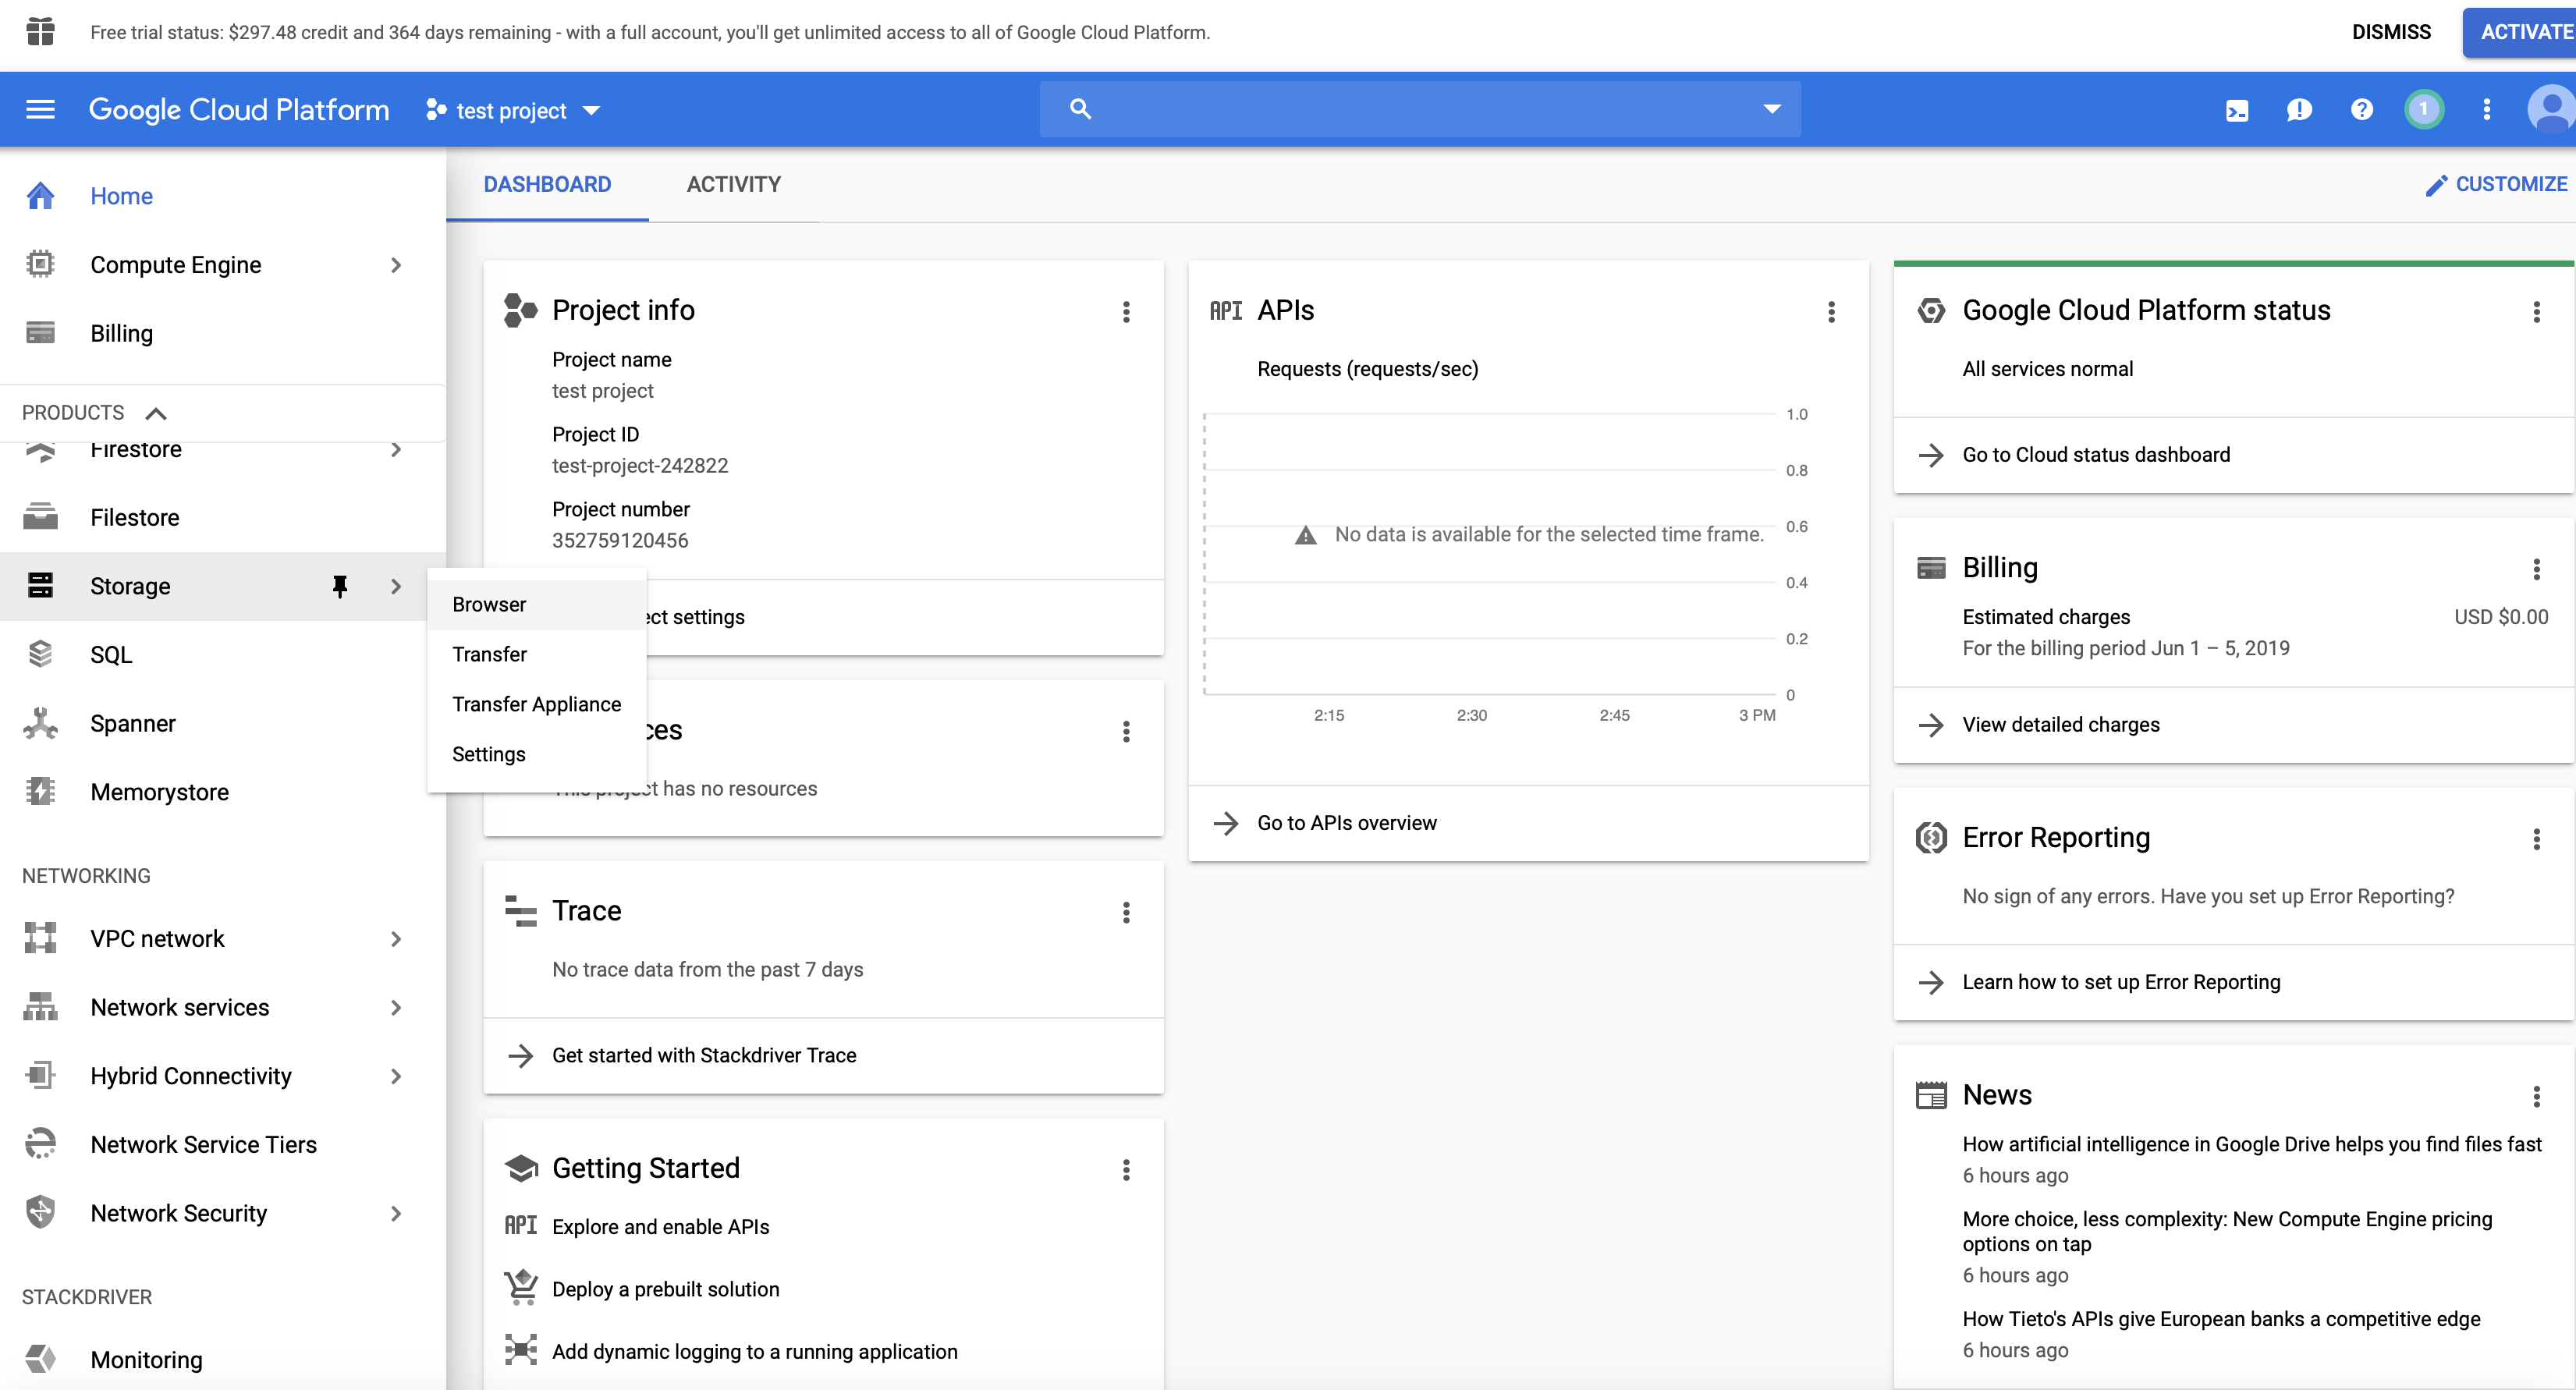 Free trial status: $297.48 credit and 364 days remaining - with a full account, you'll get unlimited access to all of Google Cloud Platform.
DISMISS
ACTIVATE
Google Cloud Platform
test project
1
Home
Compute Engine
Billing
PRODUCTS
Firestore
Filestore
Storage
SQL
Spanner
Memorystore
NETWORKING
VPC network
Network services
Hybrid Connectivity
Network Service Tiers
Network Security
STACKDRIVER
Monitoring
Browser
Transfer
Transfer Appliance
Settings
DASHBOARD
ACTIVITY
CUSTOMIZE
Project info
Project name
test project
Project ID
test-project-242822
Project number
352759120456
ect settings
ces
This project has no resources
Trace
No trace data from the past 7 days
Get started with Stackdriver Trace
Getting Started
API
Explore and enable APIs
Deploy a prebuilt solution
Add dynamic logging to a running application
API
APIs
Requests (requests/sec)
1.0
0.8
0.6
No data is available for the selected time frame.
0.4
0.2
0
2:15
2:30
2:45
3 PM
Go to APIs overview
Google Cloud Platform status
All services normal
Go to Cloud status dashboard
Billing
Estimated charges
USD $0.00
For the billing period Jun 1 – 5, 2019
View detailed charges
Error Reporting
No sign of any errors. Have you set up Error Reporting?
Learn how to set up Error Reporting
News
How artificial intelligence in Google Drive helps you find files fast
6 hours ago
More choice, less complexity: New Compute Engine pricing
options on tap
6 hours ago
How Tieto's APIs give European banks a competitive edge
6 hours ago